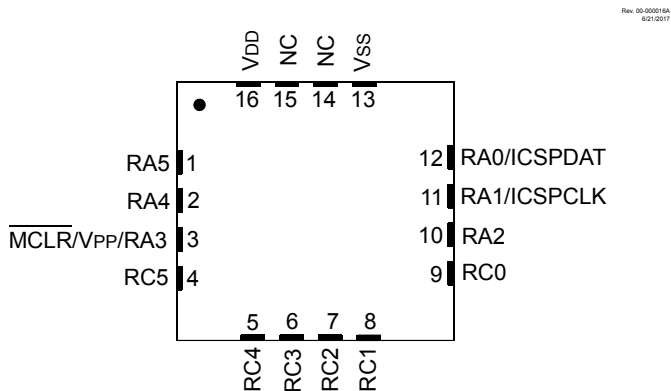 Rev. 00-000016A
6/21/2017
VDD
NC
NC
VSS
16
15
14
13
RA5 1
12 RA0/ICSPDAT
RA4 2
11 RA1/ICSPCLK
MCLR/VPP/RA3 3
10 RA2
RC5 4
9 RC0
5
6
7
8
RC4
RC3
RC2
RC1